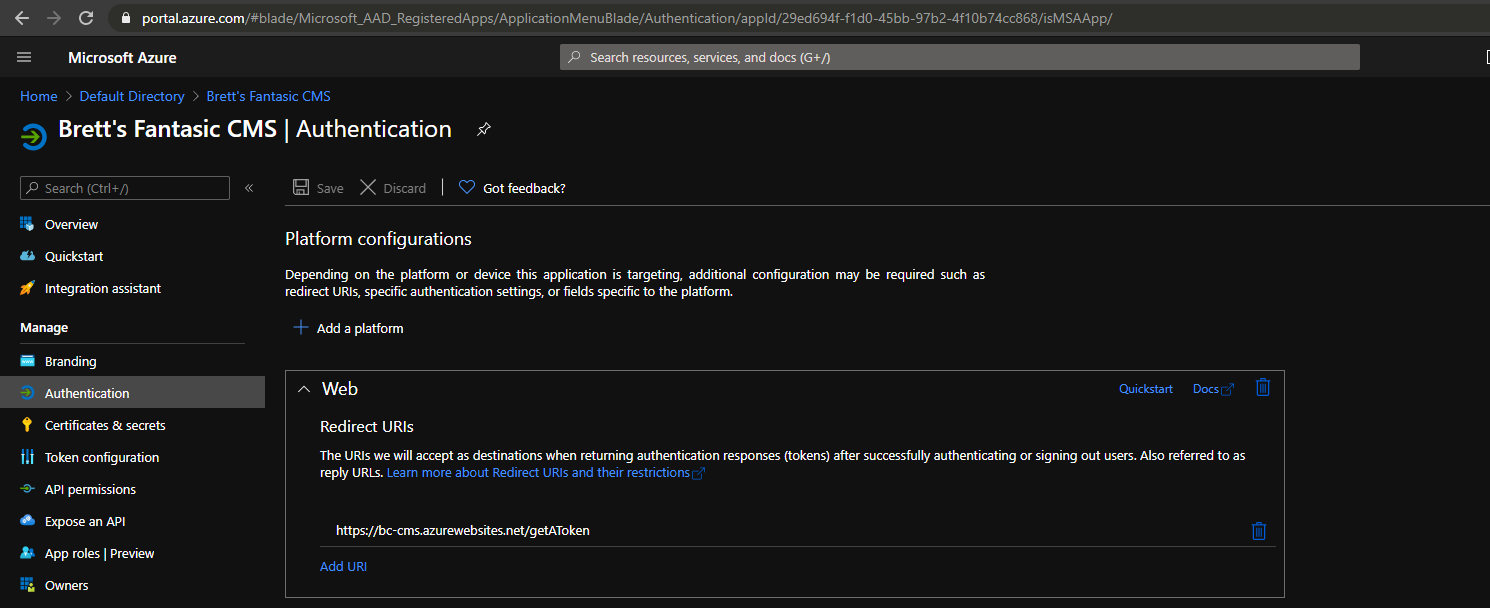 portal.azure.com/#blade/Microsoft_AAD_RegisteredApps/ApplicationMenuBlade/Authentication/appId/29ed694f-f1d0-45bb-97b2-4f10b74cc868/isMSAApp/
Microsoft Azure
Search resources, services, and docs (G+/)
Home > Default Directory > Brett's Fantasic CMS
Brett's Fantasic CMS | Authentication
Search (Ctrl+/)
«
Save
Discard
Got feedback?
Overview
Quickstart
Integration assistant
Manage
Branding
Authentication
Certificates & secrets
Token configuration
API permissions
Expose an API
App roles | Preview
Owners
Platform configurations
Depending on the platform or device this application is targeting, additional configuration may be required such as
redirect URIs, specific authentication settings, or fields specific to the platform.
Add a platform
Web
Quickstart
Docs
Redirect URIs
The URIs we will accept as destinations when returning authentication responses (tokens) after successfully authenticating or signing out users. Also referred to as
reply URLs. Learn more about Redirect URIs and their restrictions
https://bc-cms.azurewebsites.net/getAToken
Add URI